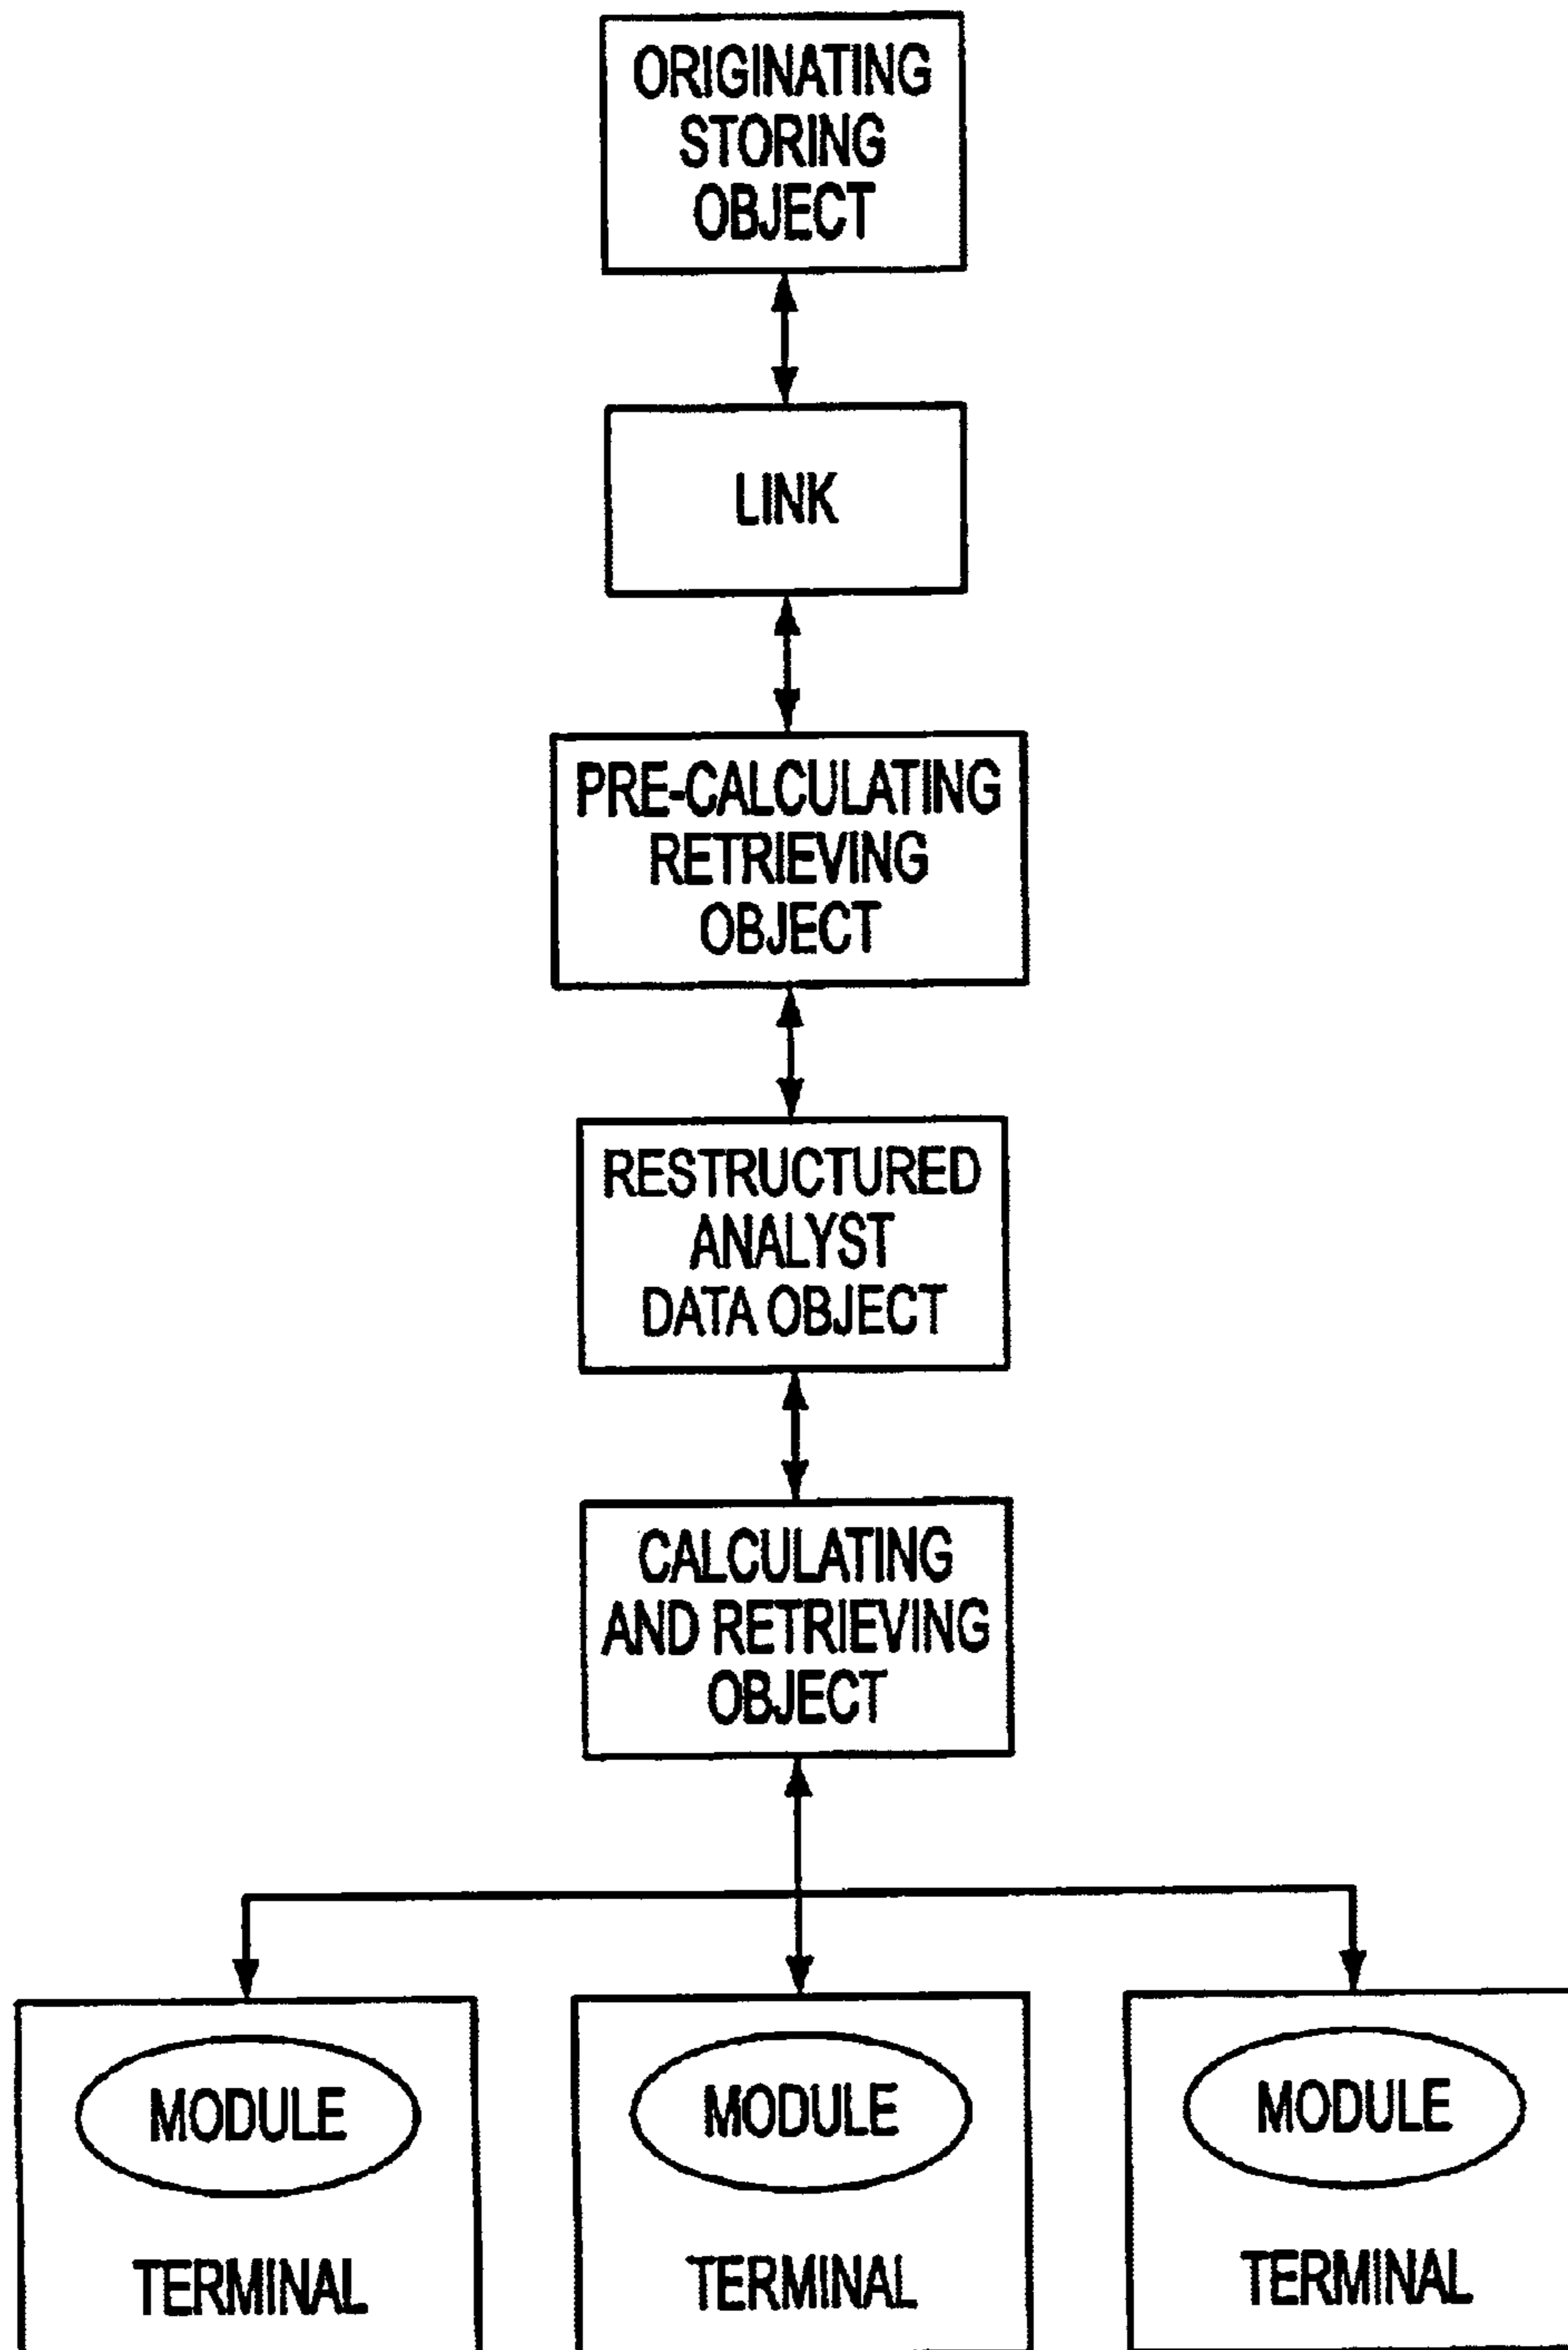 ORIGINATING
STORING
OBJECT
LINK
PRE-CALCULATING
RETRIEVING
OBJECT
RESTRUCTURED
ANALYST
DATA OBJECT
CALCULATING
AND RETRIEVING
OBJECT
MODULE
TERMINAL
MODULE
TERMINAL
MODULE
TERMINAL